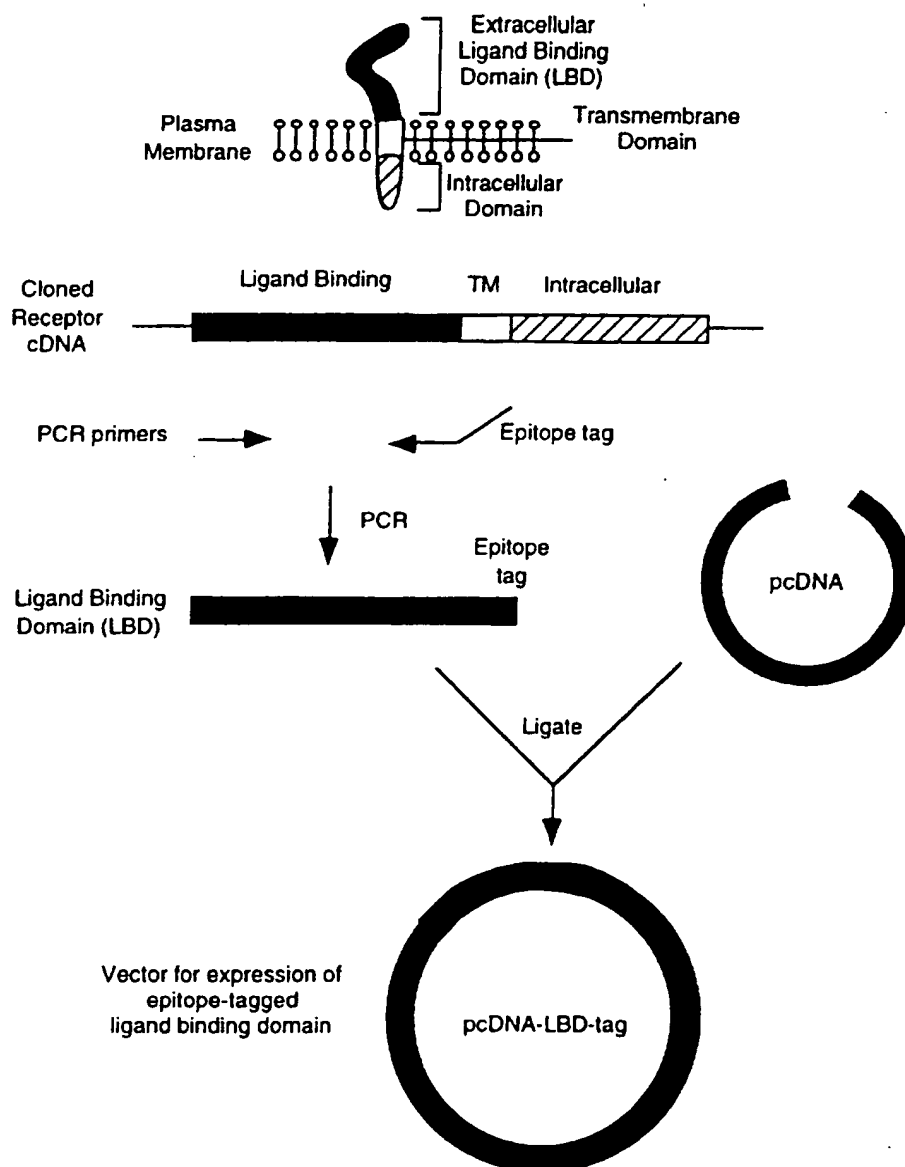 Extracellular
Ligand Binding
Domain (LBD)
Plasma
Membrane
Transmembrane
Domain
Intracellular
Domain
Ligand Binding
TM
Intracellular
Cloned
Receptor
cDNA
PCR primers
Epitope tag
PCR
Epitope
tag
Ligand Binding
Domain (LBD)
pcDNA
Ligate
Vector for expression of
epitope-tagged
ligand binding domain
pcDNA-LBD-tag